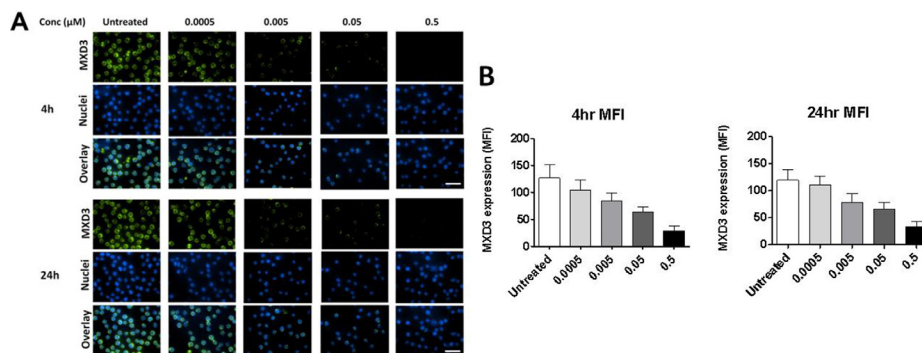 A
Conc (µM) Untreated 0.0005 0.005 0.05 0.5
MXD3
4h
Nuclei
Overlay
MXD3
24h
Nuclei
Overlay
B
4hr MFI
MXD3 expression (MFI)
200
150
100
50
0
Untreated 0.0005 0.005 0.05 0.5
24hr MFI
MXD3 expression (MFI)
200
150
100
50
0
Untreated 0.0005 0.005 0.05 0.5